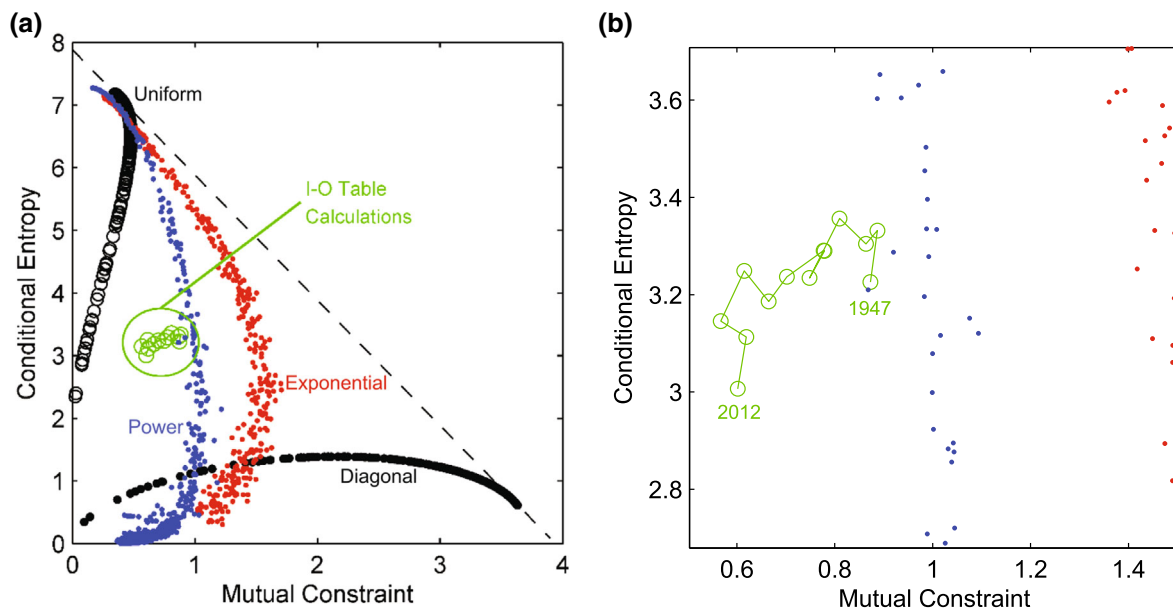 (a)
8
7
6
5
4
3
2
1
0
Conditional Entropy
Uniform
I-O Table
Calculations
Exponential
Power
Diagonal
0 1 2 3 4
Mutual Constraint
(b)
3.6
3.4
3.2
3
2.8
Conditional Entropy
1947
2012
0.6 0.8 1 1.2 1.4
Mutual Constraint